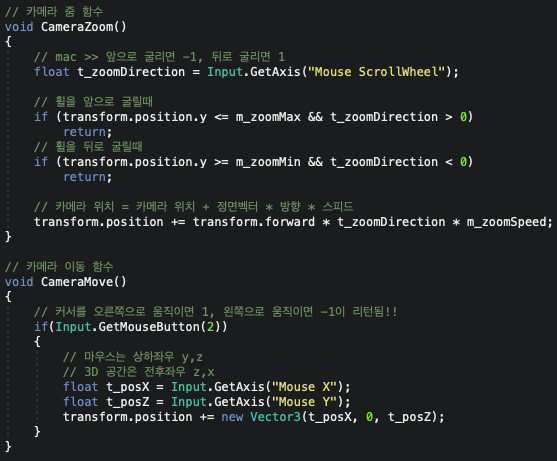 // 카메라 줌 함수
void CameraZoom()
{
    // mac >> 앞으로 굴리면 -1, 뒤로 굴리면 1
    float t_zoomDirection = Input.GetAxis("Mouse ScrollWheel");

    // 휠을 앞으로 굴릴때
    if (transform.position.y <= m_zoomMax && t_zoomDirection > 0)
        return;
    // 휠을 뒤로 굴릴때
    if (transform.position.y >= m_zoomMin && t_zoomDirection < 0)
        return;

    // 카메라 위치 = 카메라 위치 + 정면벡터 * 방향 * 스피드
    transform.position += transform.forward * t_zoomDirection * m_zoomSpeed;
}

// 카메라 이동 함수
void CameraMove()
{
    // 커서를 오른쪽으로 움직이면 1, 왼쪽으로 움직이면 -1이 리턴됨!!
    if(Input.GetMouseButton(2))
    {
        // 마우스는 상하좌우 y,z
        // 3D 공간은 전후좌우 z,x
        float t_posX = Input.GetAxis("Mouse X");
        float t_posZ = Input.GetAxis("Mouse Y");
        transform.position += new Vector3(t_posX, 0, t_posZ);
    }
}